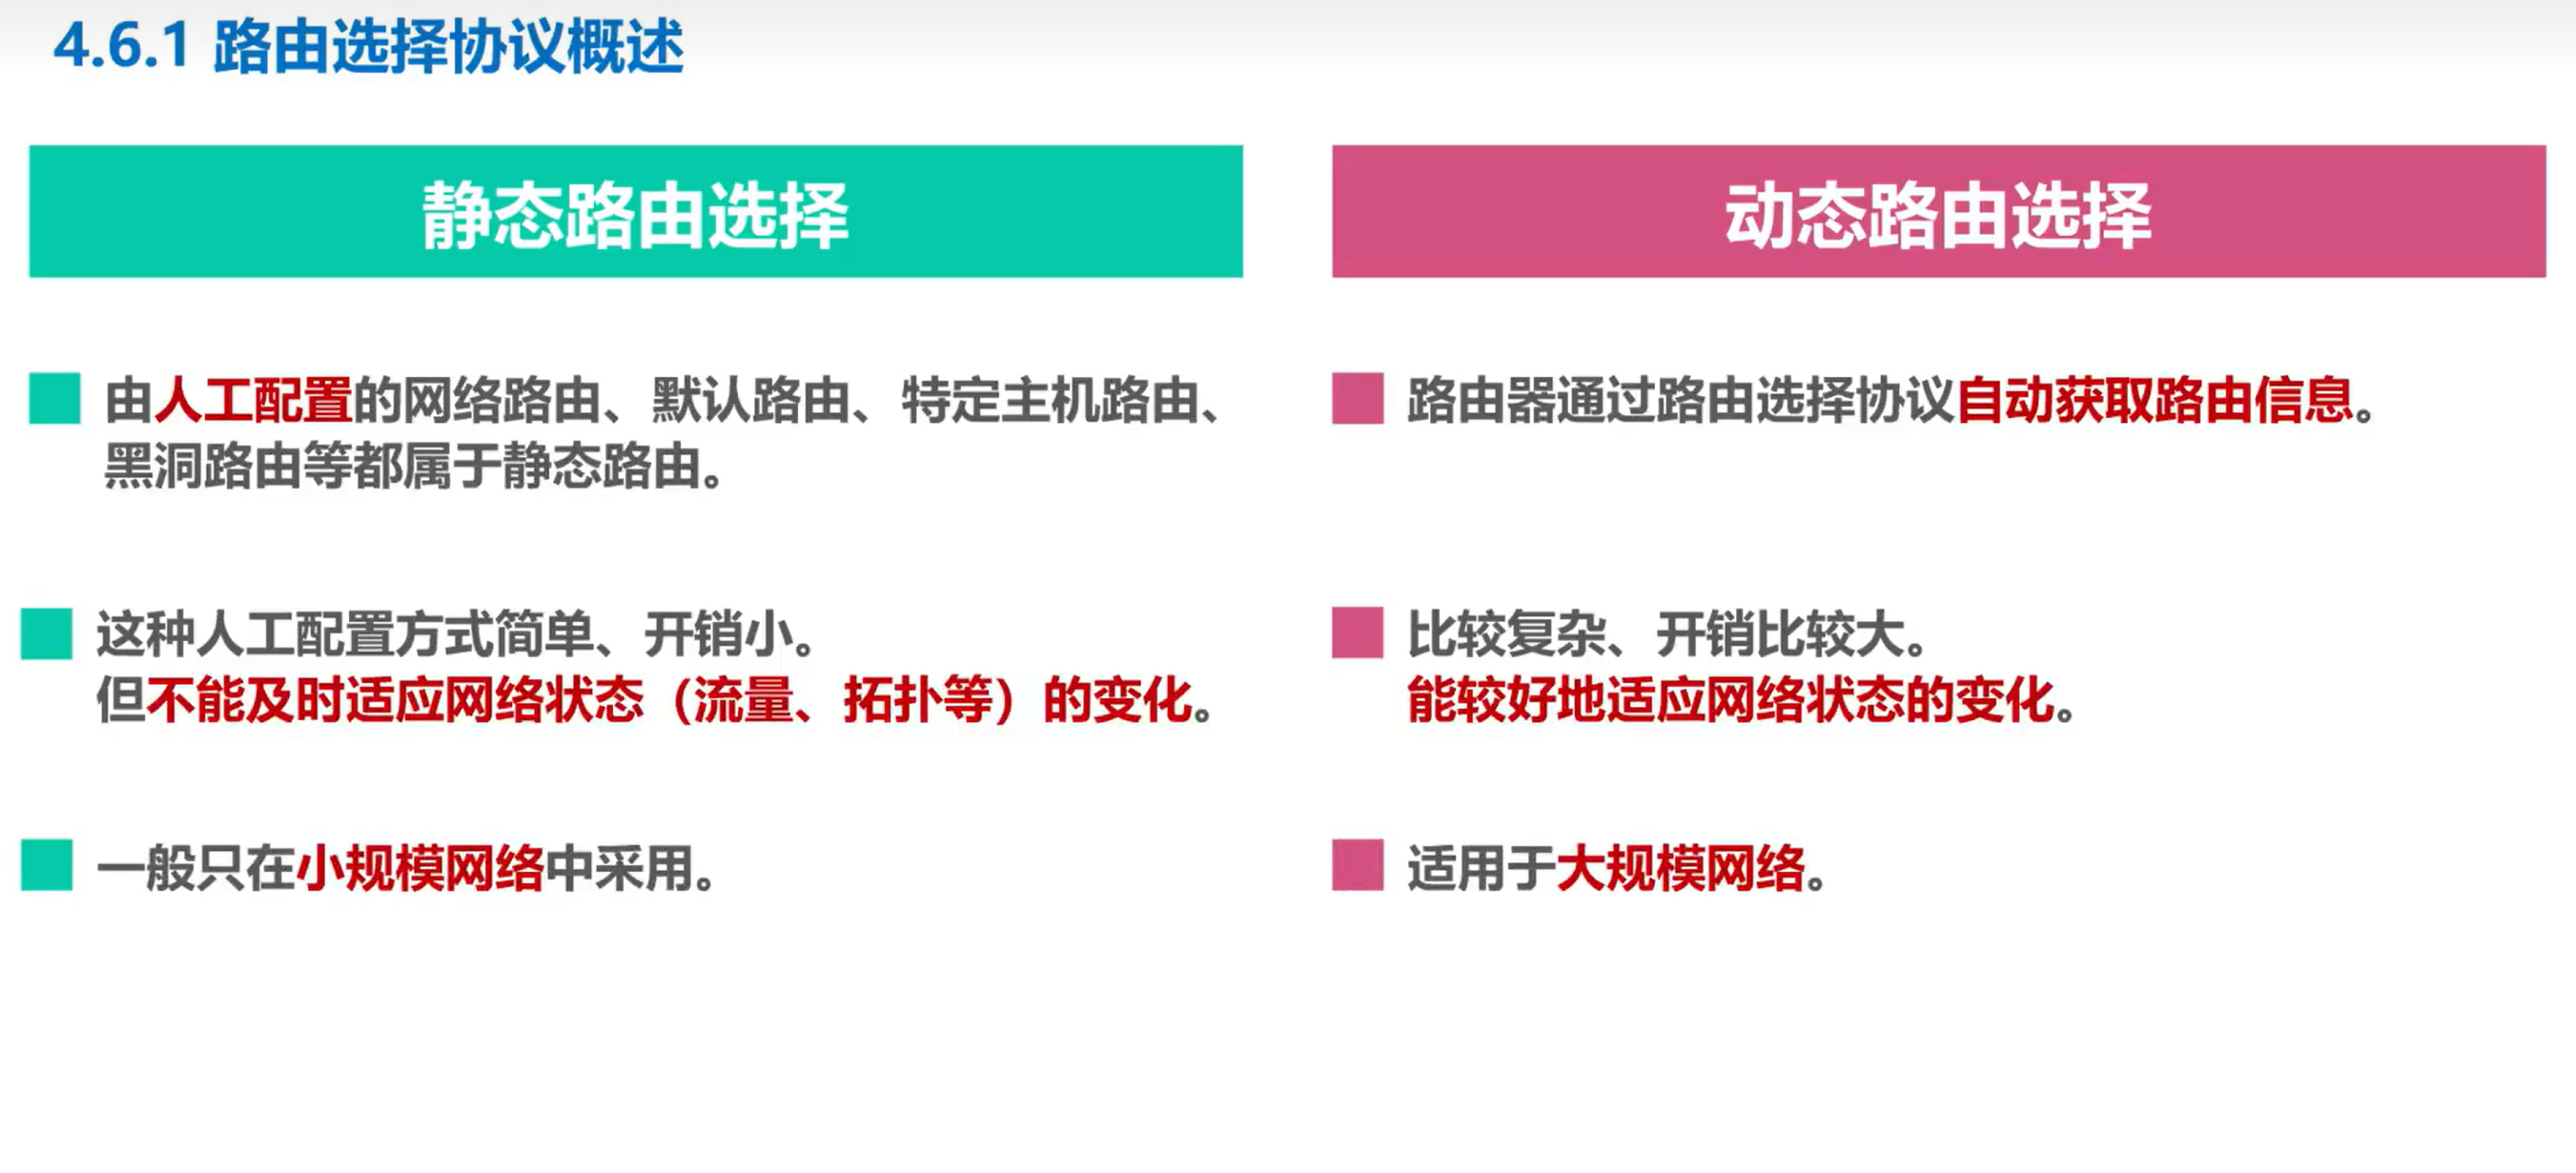 4.6.1 路由选择协议概述
静态路由选择
由人工配置的网络路由、默认路由、特定主机路由、
黑洞路由等都属于静态路由。
这种人工配置方式简单、开销小。
但不能及时适应网络状态（流量、拓扑等）的变化。
一般只在小规模网络中采用。
动态路由选择
路由器通过路由选择协议自动获取路由信息。
比较复杂、开销比较大。
能较好地适应网络状态的变化。
适用于大规模网络。